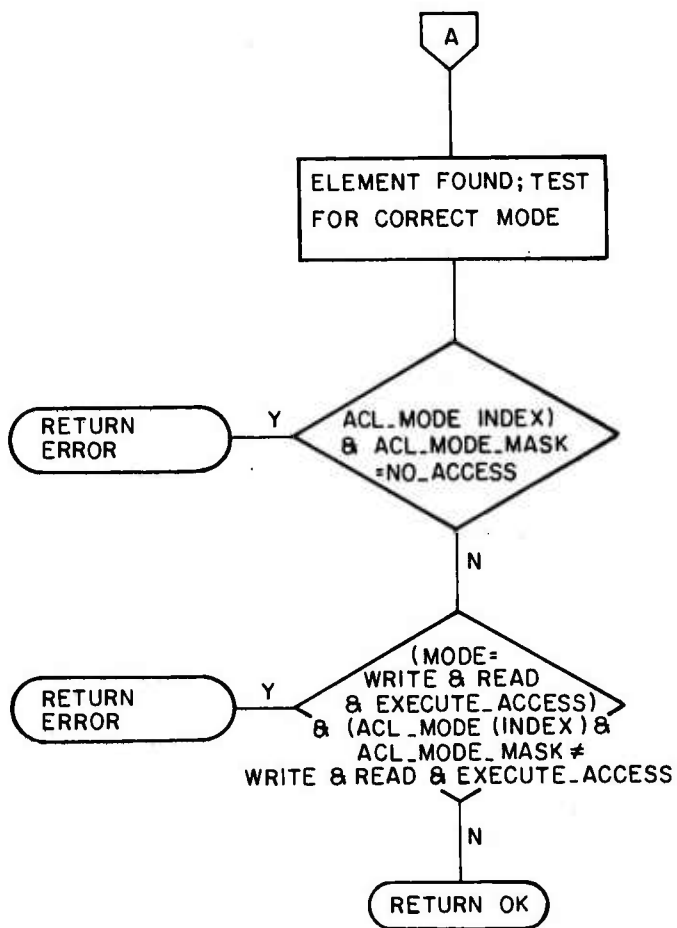 A
ELEMENT FOUND; TEST
FOR CORRECT MODE
ACL_MODE INDEX)
& ACL_MODE_MASK
=NO_ACCESS
Y
RETURN
ERROR
N
(MODE=
WRITE & READ
& EXECUTE_ACCESS)
& (ACL_MODE (INDEX) &
ACL_MODE_MASK ≠
WRITE & READ & EXECUTE_ACCESS
Y
RETURN
ERROR
N
RETURN OK